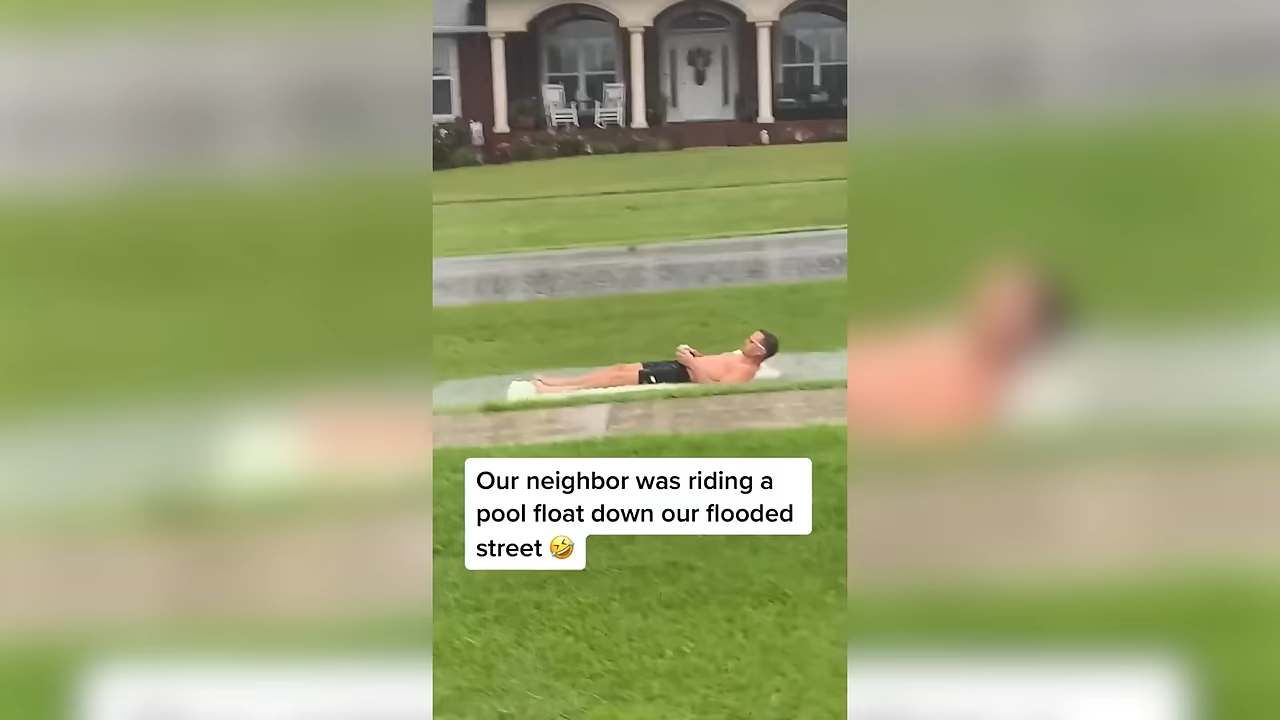 Our neighbor was riding a
pool float down our flooded
street 🤣